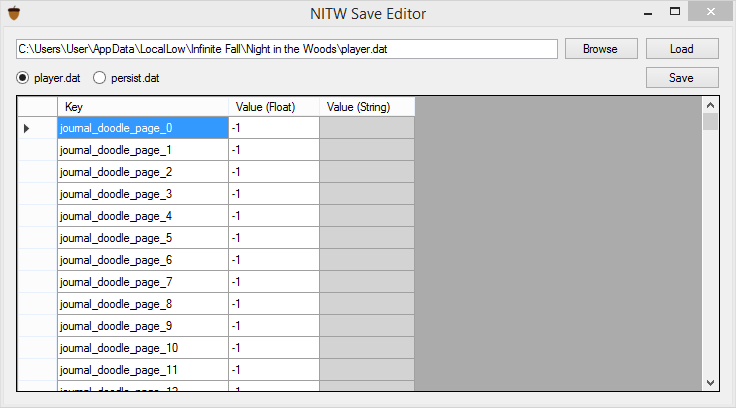 NITW Save Editor
C:\Users\User\AppData\LocalLow\Infinite Fall\Night in the Woods\player.dat Browse Load
player.dat persist.dat Save
Key Value (Float) Value (String)
journal_doodle_page_0 -1
journal_doodle_page_1 -1
journal_doodle_page_2 -1
journal_doodle_page_3 -1
journal_doodle_page_4 -1
journal_doodle_page_5 -1
journal_doodle_page_6 -1
journal_doodle_page_7 -1
journal_doodle_page_8 -1
journal_doodle_page_9 -1
journal_doodle_page_10 -1
journal_doodle_page_11 -1